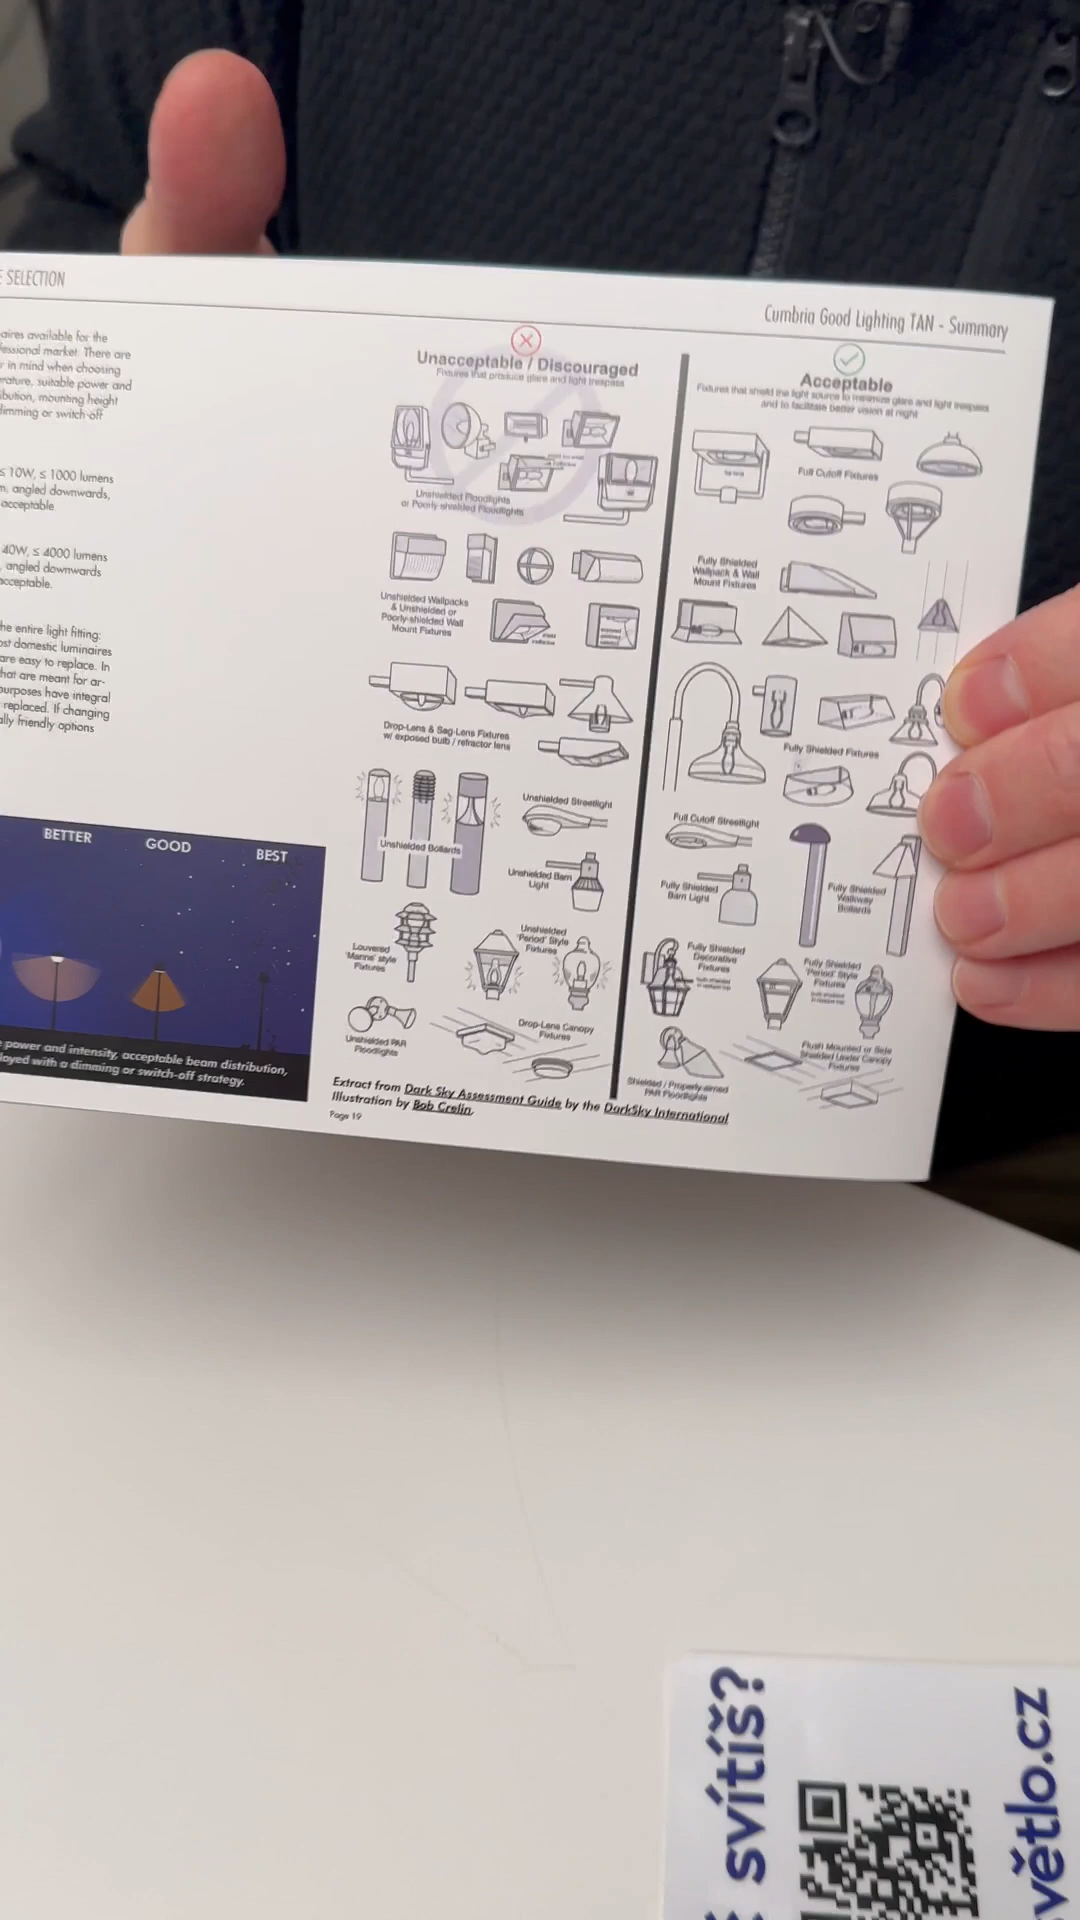 E SELECTION
Cumbria Good Lighting TAN - Summary
aires available for the
fessional market. There are
r in mind when choosing
rature, suitable power and
ibution, mounting height
dimming or switch-off
≤ 10W, ≤ 1000 lumens
m, angled downwards,
acceptable
40W, ≤ 4000 lumens
, angled downwards
acceptable.
he entire light fitting:
ost domestic luminaires
are easy to replace. In
that are meant for ar-
purposes have integral
replaced. If changing
ally friendly options
BETTER
GOOD
BEST
e power and intensity, acceptable beam distribution,
loyed with a dimming or switch-off strategy.
Unacceptable / Discouraged
Fixtures that produce glare and light trespass
Unshielded Floodlights
or Poorly-shielded Floodlights
Unshielded Wallpacks
& Unshielded or
Poorly-shielded Wall
Mount Fixtures
Drop-Lens & Sag-Lens Fixtures
w/ exposed bulb / refractor lens
Unshielded Bollards
Unshielded Streetlight
Unshielded Barn
Light
Louvered
'Marine' style
Fixtures
Unshielded
'Period' Style
Fixtures
Unshielded PAR
Floodlights
Drop-Lens Canopy
Fixtures
Acceptable
Fixtures that shield the light source to minimize glare and light trespass
and to facilitate better vision at night
Full Cutoff Fixtures
Fully Shielded
Wallpack & Wall
Mount Fixtures
Fully Shielded Fixtures
Full Cutoff Streetlight
Fully Shielded
Barn Light
Fully Shielded
Walkway
Bollards
Fully Shielded
Decorative
Fixtures
Fully Shielded
'Period' Style
Fixtures
Shielded / Properly-aimed
PAR Floodlights
Flush Mounted or Side
Shielded Under Canopy
Fixtures
Extract from Dark Sky Assessment Guide by the DarkSky International
Illustration by Bob Crelin.
Page 19
svítíš?
větlo.cz